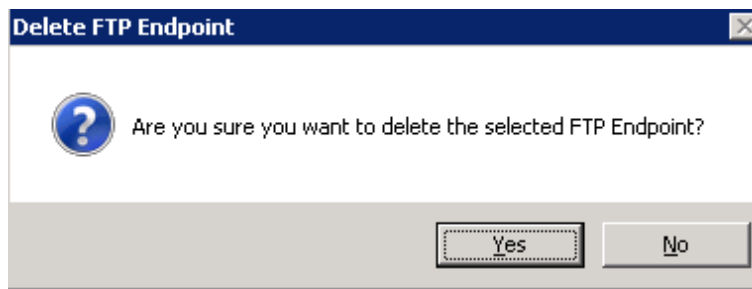 Delete FTP Endpoint
Are you sure you want to delete the selected FTP Endpoint?
Yes No